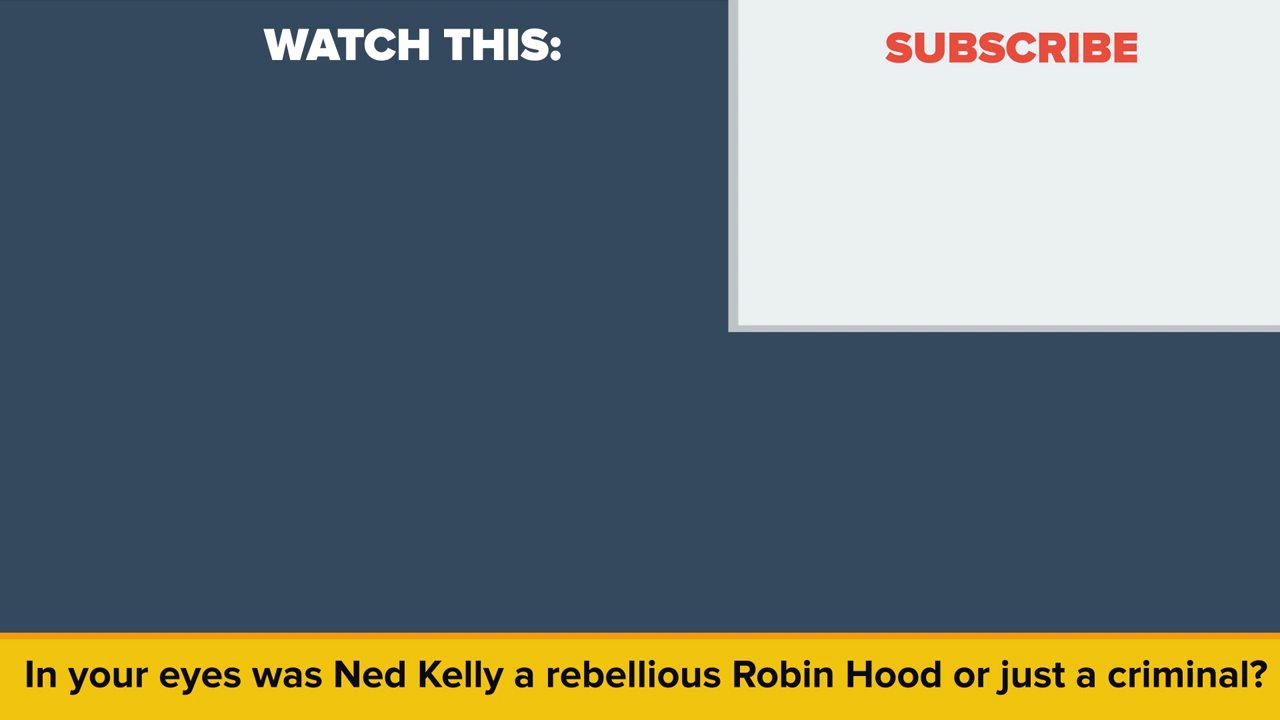 WATCH THIS:
SUBSCRIBE
In your eyes was Ned Kelly a rebellious Robin Hood or just a criminal?